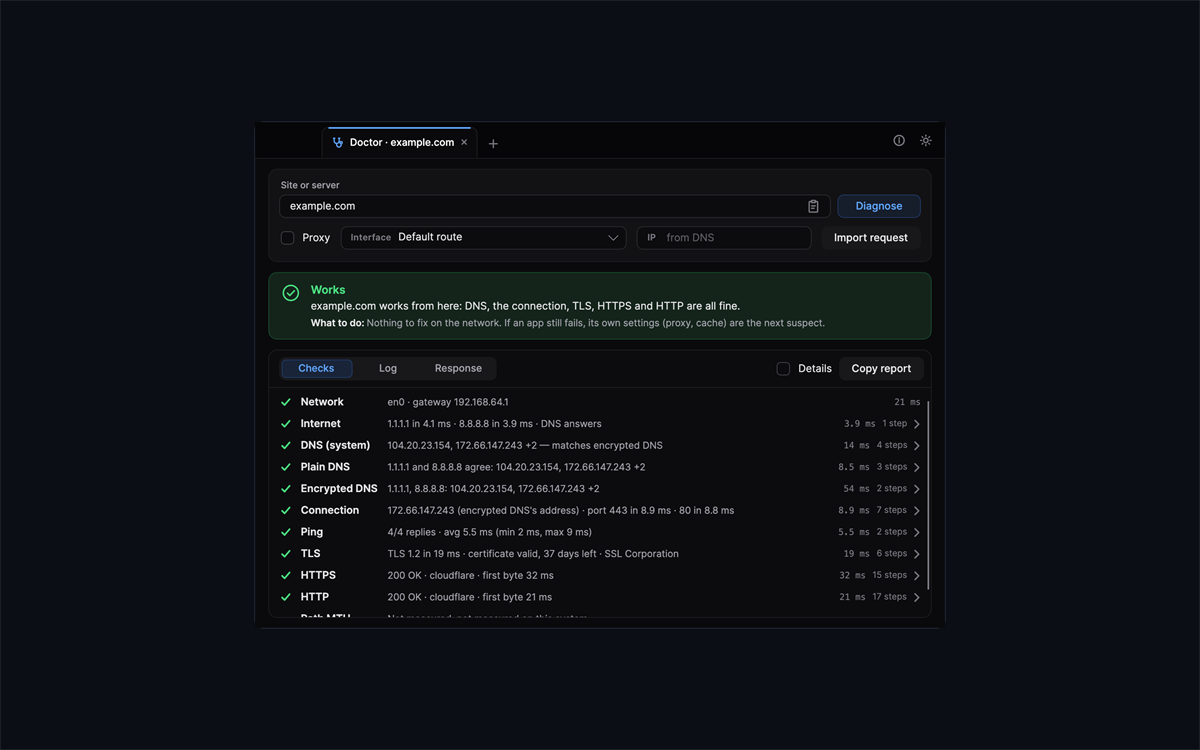 Doctor · example.com
Site or server
example.com
Diagnose
Proxy
Interface Default route
IP from DNS
Import request
Works
example.com works from here: DNS, the connection, TLS, HTTPS and HTTP are all fine.
What to do: Nothing to fix on the network. If an app still fails, its own settings (proxy, cache) are the next suspect.
Checks Log Response Details Copy report
Network en0 · gateway 192.168.64.1 21 ms
Internet 1.1.1.1 in 4.1 ms · 8.8.8.8 in 3.9 ms · DNS answers 3.9 ms 1 step
DNS (system) 104.20.23.154, 172.66.147.243 +2 — matches encrypted DNS 14 ms 4 steps
Plain DNS 1.1.1.1 and 8.8.8.8 agree: 104.20.23.154, 172.66.147.243 +2 8.5 ms 3 steps
Encrypted DNS 1.1.1.1, 8.8.8.8: 104.20.23.154, 172.66.147.243 +2 54 ms 2 steps
Connection 172.66.147.243 (encrypted DNS's address) · port 443 in 8.9 ms · 80 in 8.8 ms 8.9 ms 7 steps
Ping 4/4 replies · avg 5.5 ms (min 2 ms, max 9 ms) 5.5 ms 2 steps
TLS TLS 1.2 in 19 ms · certificate valid, 37 days left · SSL Corporation 19 ms 6 steps
HTTPS 200 OK · cloudflare · first byte 32 ms 32 ms 15 steps
HTTP 200 OK · cloudflare · first byte 21 ms 21 ms 17 steps
Path MTU